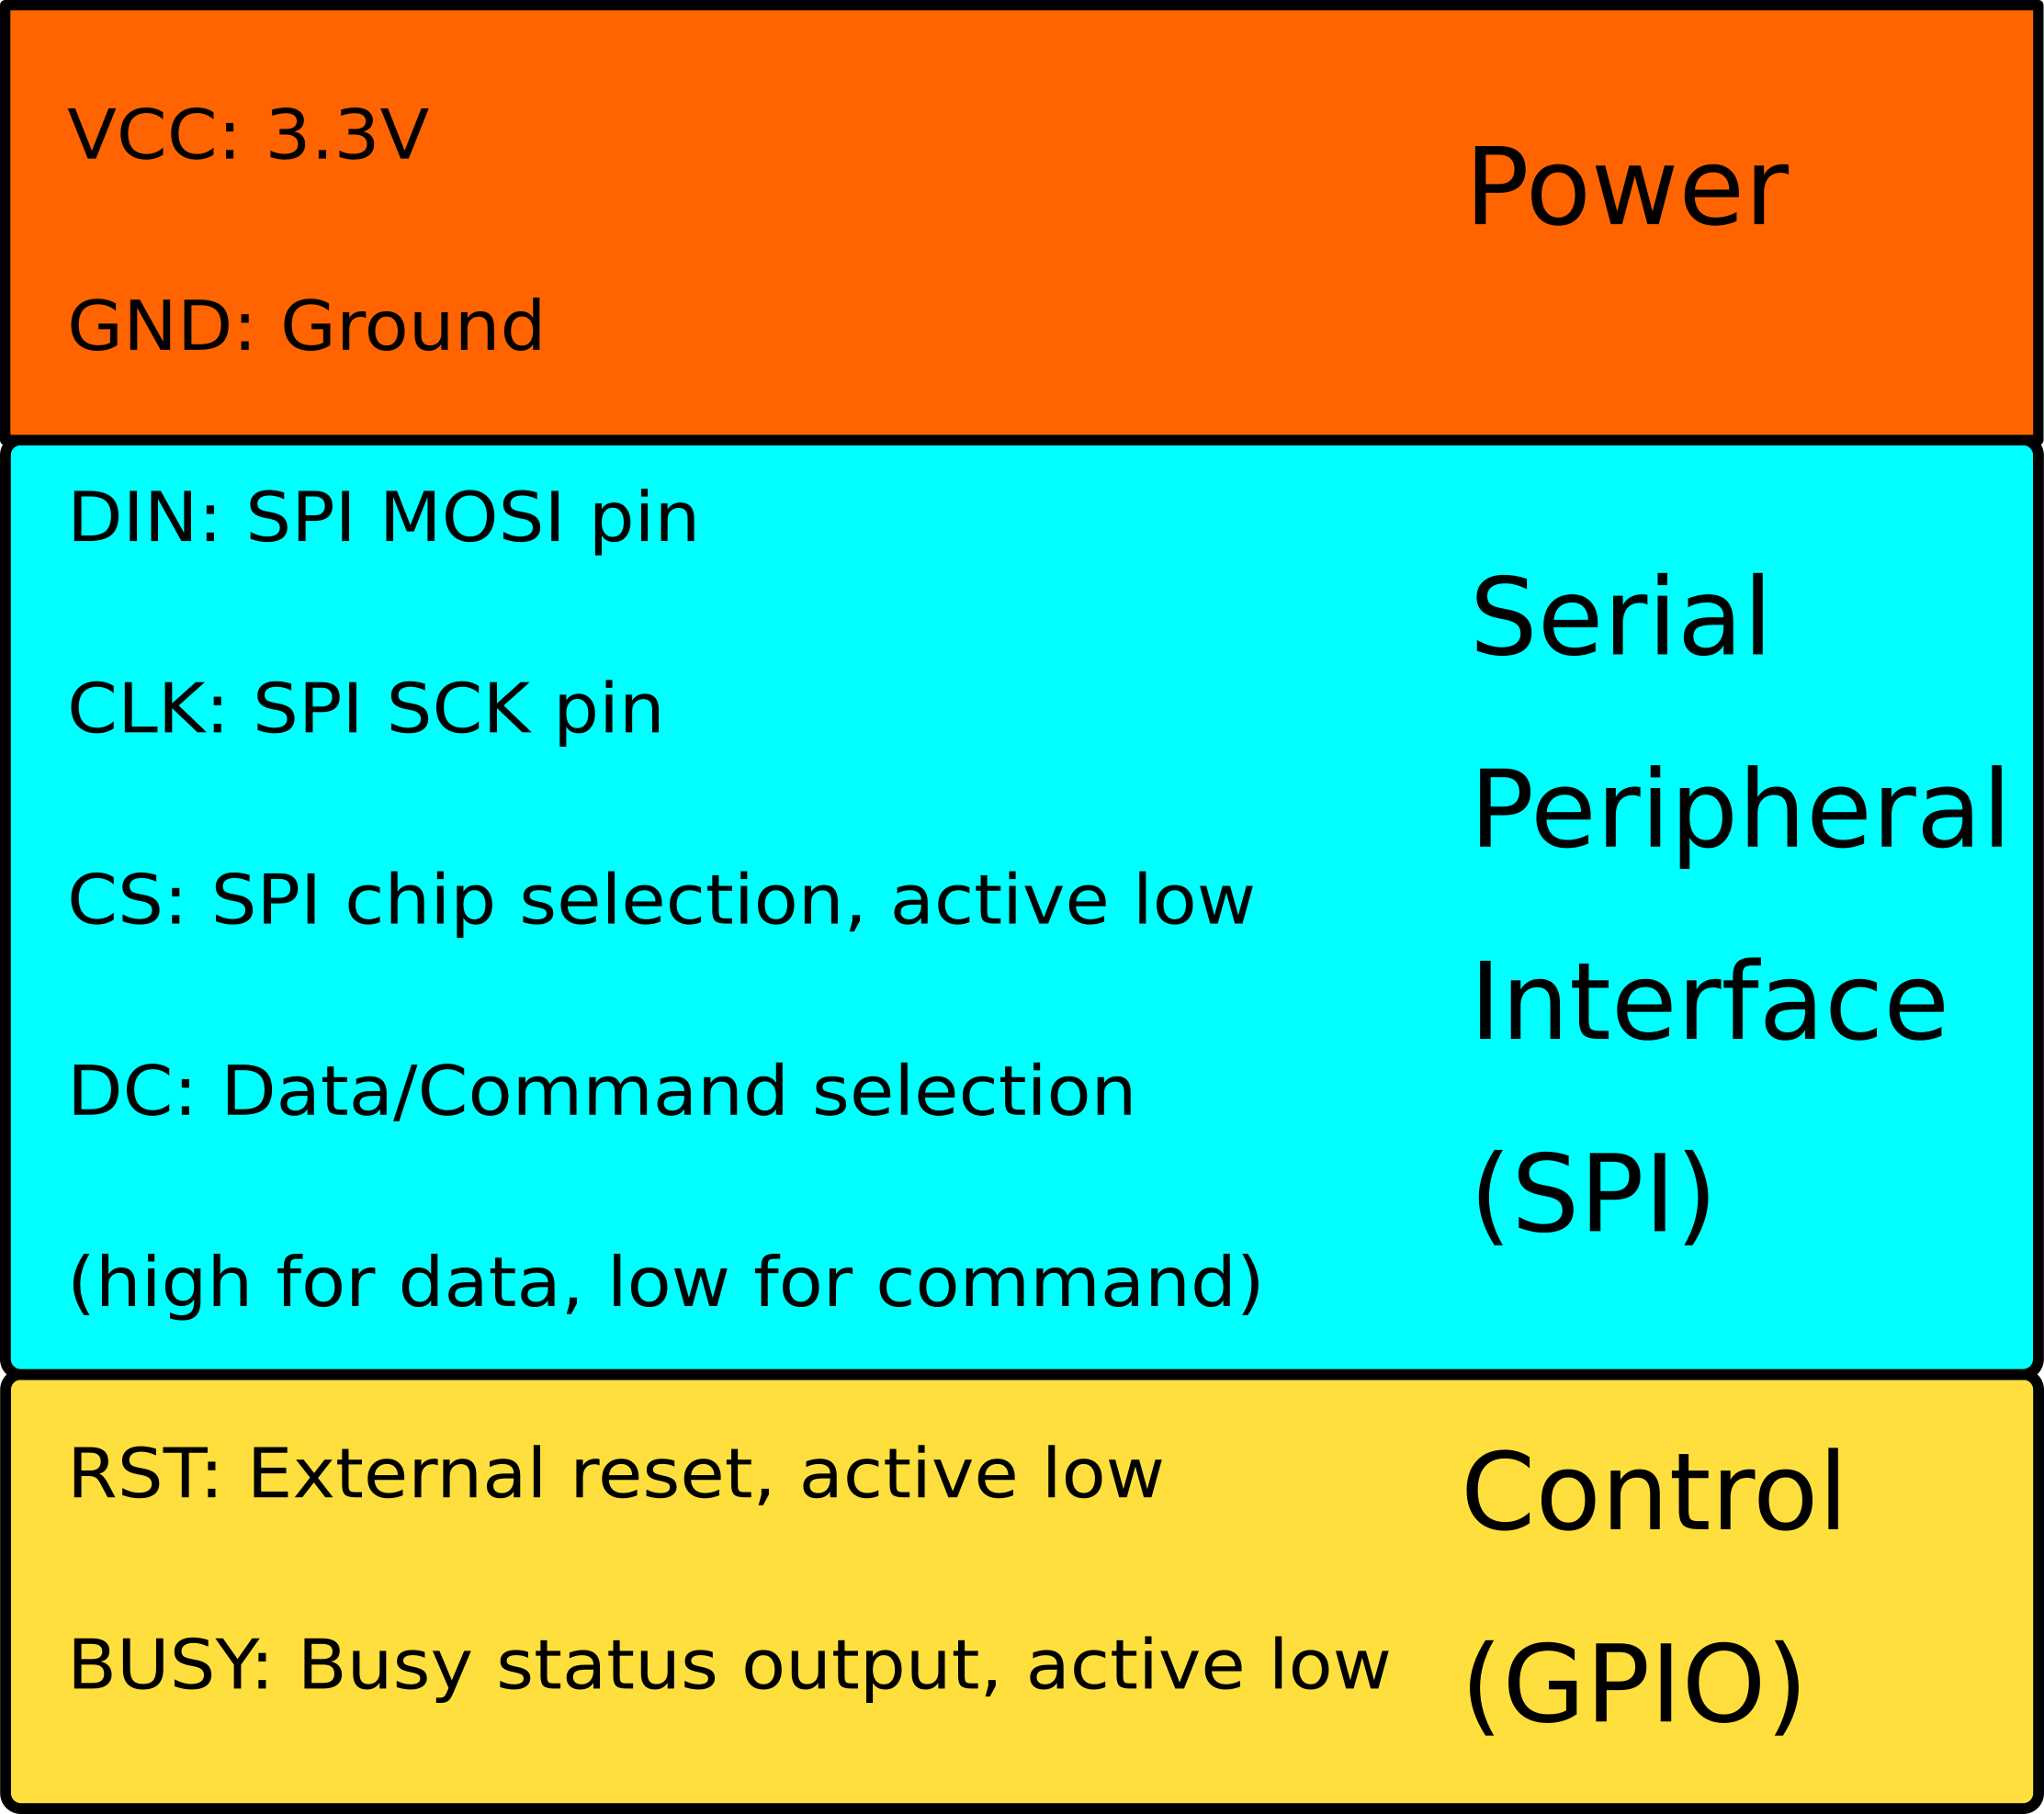 VCC: 3.3V
GND: Ground
Power
DIN: SPI MOSI pin
CLK: SPI SCK pin
CS: SPI chip selection, active low
DC: Data/Command selection
(high for data, low for command)
Serial
Peripheral
Interface
(SPI)
RST: External reset, active low
BUSY: Busy status output, active low
Control
(GPIO)